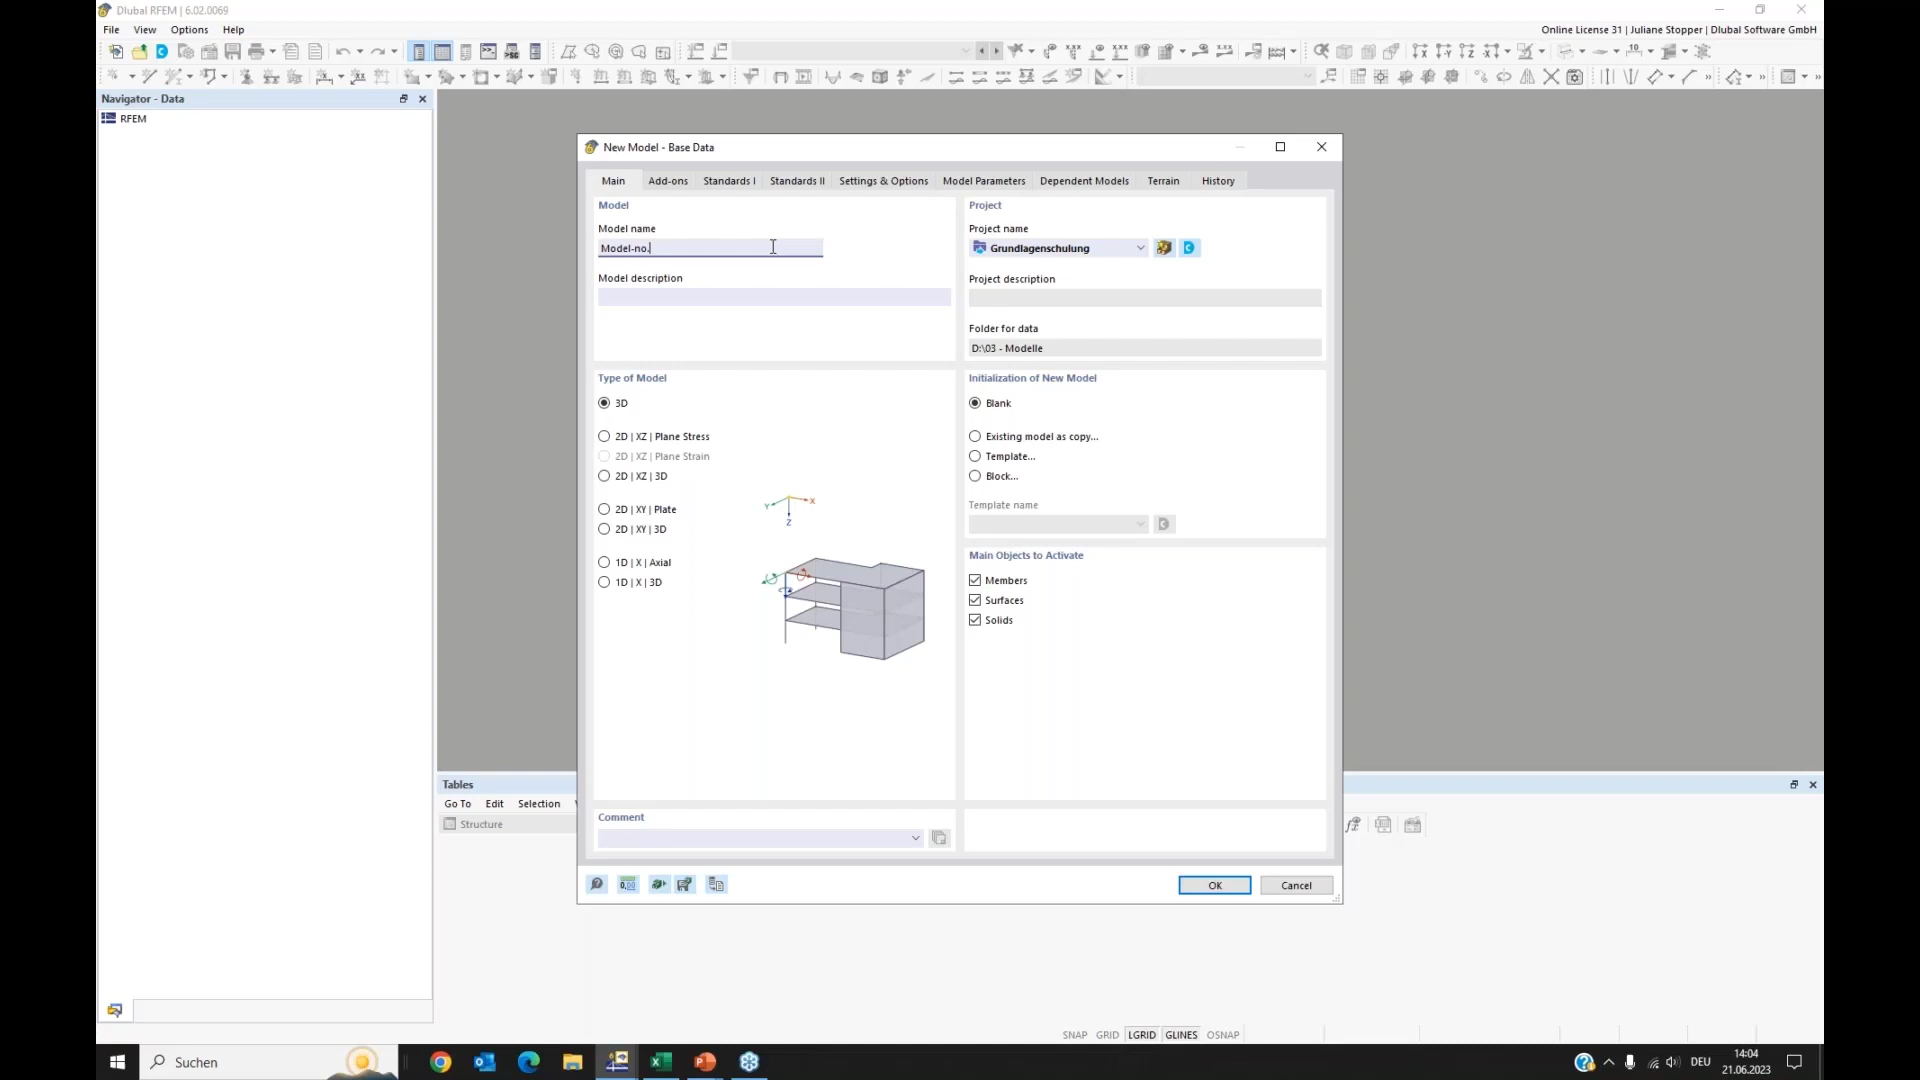 Dlubal RFEM | 6.02.0069
File View Options Help
Online License 31 | Juliane Stopper | Dlubal Software GmbH
Navigator - Data
RFEM
New Model - Base Data
Main Add-ons Standards I Standards II Settings & Options Model Parameters Dependent Models Terrain History
Model
Model name
Model-no.
Model description
Project
Project name
Grundlagenschulung
Project description
Folder for data
D:\03 - Modelle
Type of Model
3D
2D | XZ | Plane Stress
2D | XZ | Plane Strain
2D | XZ | 3D
2D | XY | Plate
2D | XY | 3D
1D | X | Axial
1D | X | 3D
Y X
Z
Initialization of New Model
Blank
Existing model as copy...
Template...
Block...
Template name
Main Objects to Activate
Members
Surfaces
Solids
Comment
OK Cancel
Tables
Go To Edit Selection
Structure
SNAP GRID LGRID GLINES OSNAP
Suchen
DEU
14:04
21.06.2023